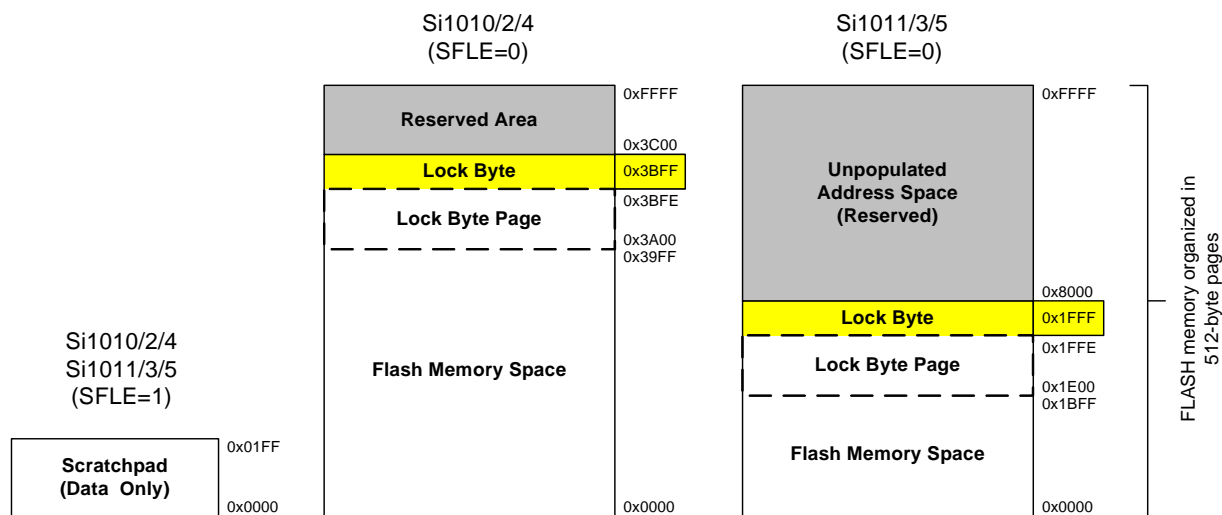 Si1010/2/4
(SFLE=0)
Si1011/3/5
(SFLE=0)
0xFFFF
Reserved Area
0x3C00
Lock Byte
0x3BFF
0x3BFE
Lock Byte Page
0x3A00
0x39FF
Flash Memory Space
0x0000
0xFFFF
Unpopulated
Address Space
(Reserved)
0x8000
Lock Byte
0x1FFF
0x1FFE
Lock Byte Page
0x1E00
0x1BFF
Flash Memory Space
0x0000
FLASH memory organized in
512-byte pages
Si1010/2/4
Si1011/3/5
(SFLE=1)
0x01FF
Scratchpad
(Data Only)
0x0000